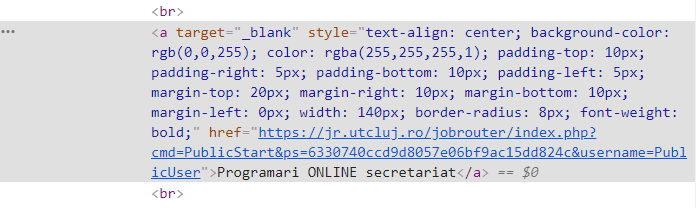 <br>
<a target="_blank" style="text-align: center; background-color:
rgb(0,0,255); color: rgba(255,255,255,1); padding-top: 10px;
padding-right: 5px; padding-bottom: 10px; padding-left: 5px;
margin-top: 20px; margin-right: 10px; margin-bottom: 10px;
margin-left: 0px; width: 140px; border-radius: 8px; font-weight:
bold;" href="https://jr.utcluj.ro/jobrouter/index.php?
cmd=PublicStart&ps=6330740ccd9d8057e06bf9ac15dd824c&username=Publ
icUser">Programari ONLINE secretariat</a> == $0
<br>